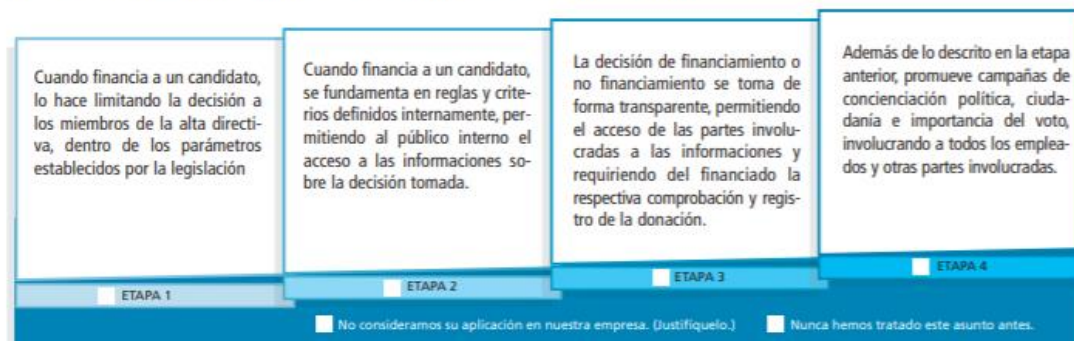 Cuando financia a un candidato,
lo hace limitando la decisión a
los miembros de la alta directi-
va, dentro de los parámetros
establecidos por la legislación
ETAPA 1
Cuando financia a un candidato,
se fundamenta en reglas y crite-
rios definidos internamente, per-
mitiendo al público interno el
acceso a las informaciones so-
bre la decisión tomada.
ETAPA 2
La decisión de financiamiento o
no financiamiento se toma de
forma transparente, permitiendo
el acceso de las partes involu-
cradas a las informaciones y
requiriendo del financiado la
respectiva comprobación y regis-
tro de la donación.
ETAPA 3
Además de lo descrito en la etapa
anterior, promueve campañas de
concienciación política, ciuda-
danía e importancia del voto,
involucrando a todos los emplea-
dos y otras partes involucradas.
ETAPA 4
No consideramos su aplicación en nuestra empresa. (Justifíquelo.)
Nunca hemos tratado este asunto antes.